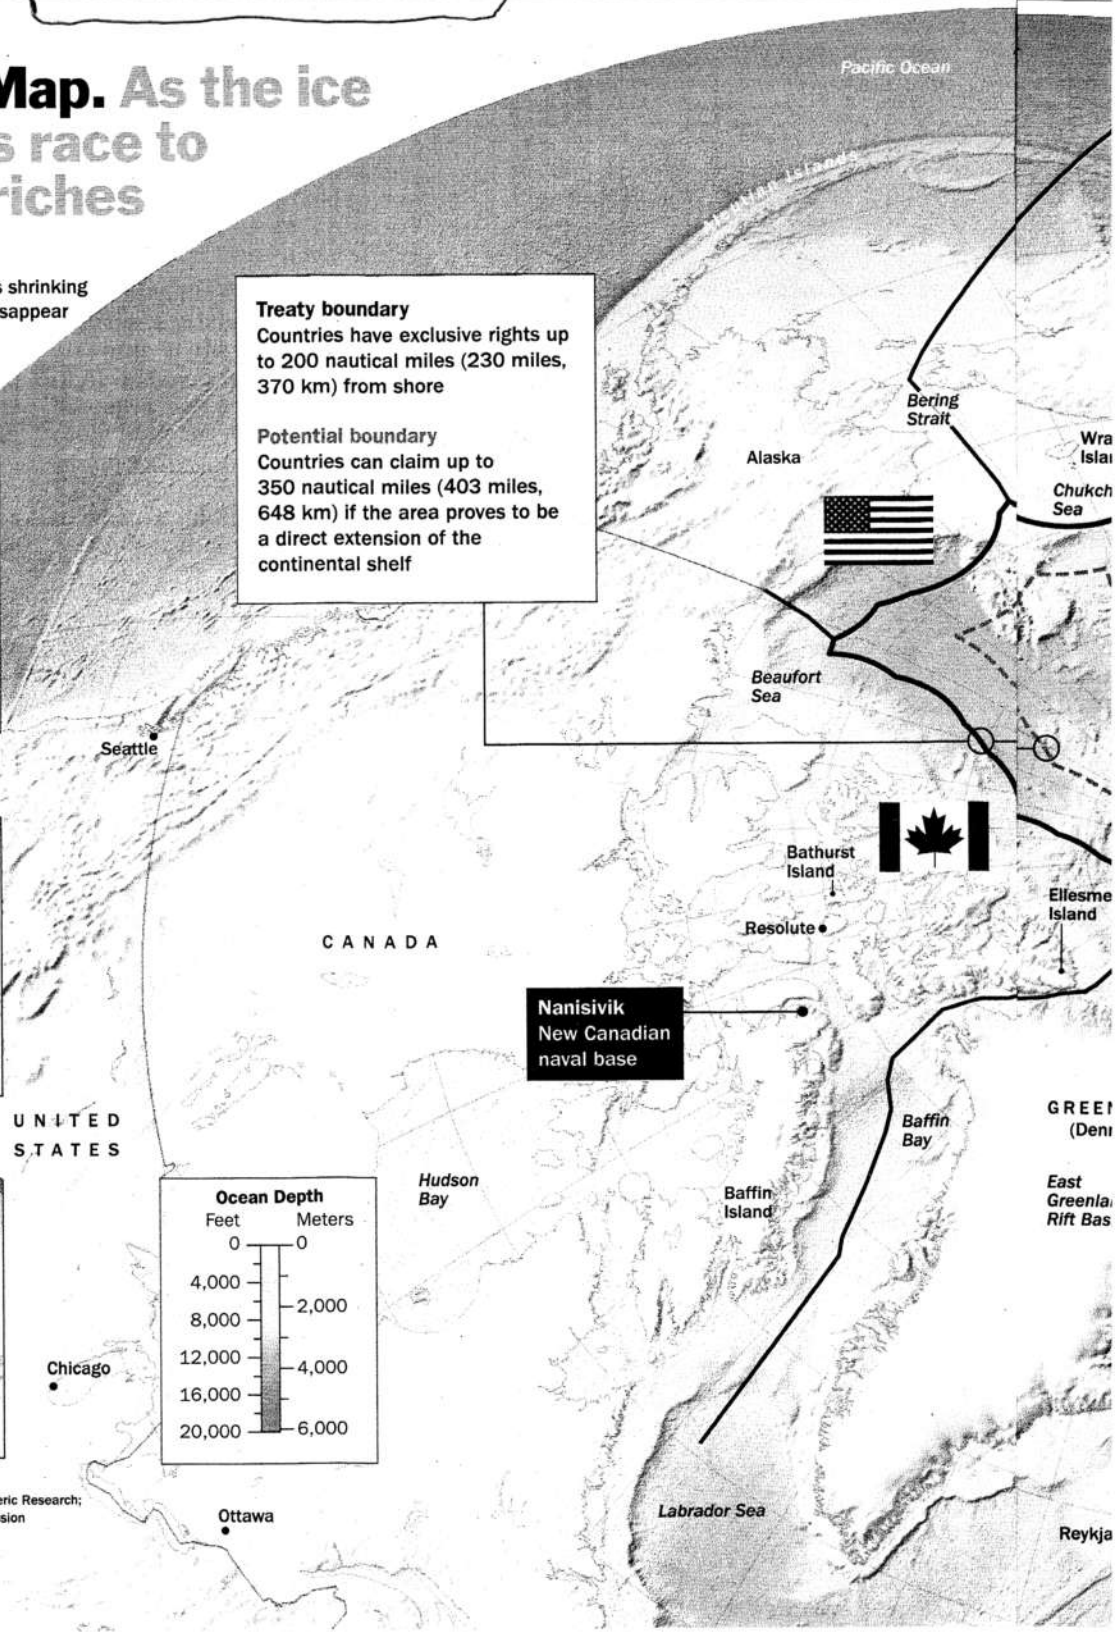 Map. As the ice
s race to
riches
s shrinking
sappear
Pacific Ocean
Treaty boundary
Countries have exclusive rights up
to 200 nautical miles (230 miles,
370 km) from shore
Potential boundary
Countries can claim up to
350 nautical miles (403 miles,
648 km) if the area proves to be
a direct extension of the
continental shelf
Bering
Strait
Alaska
Wra
Islan
Chukch
Sea
Beaufort
Sea
Seattle
Bathurst
Island
Ellesme
Island
Resolute
CANADA
Nanisivik
New Canadian
naval base
UNITED
STATES
Baffin
Bay
GREEN
(Denr
East
Greenla
Rift Bas
Hudson
Bay
Baffin
Island
Ocean Depth
Feet Meters
0 0
4,000
2,000
8,000
12,000
4,000
16,000
20,000 6,000
Chicago
eric Research;
sion
Ottawa
Labrador Sea
Reykja